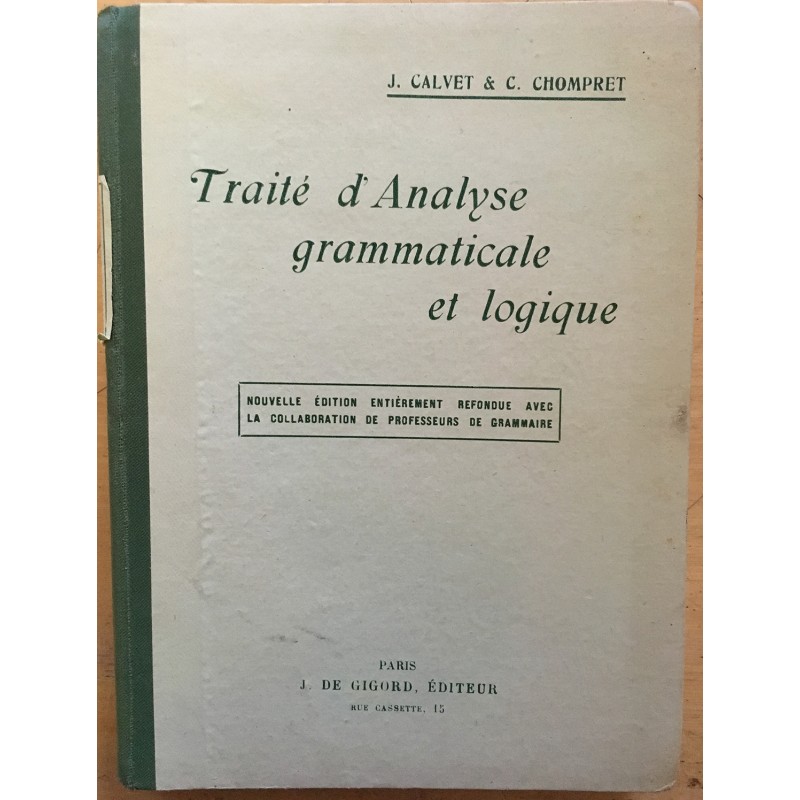 J. CALVET & C. CHOMPRET
Traité d'Analyse
grammaticale
et logique
NOUVELLE ÉDITION ENTIÈREMENT REFONDUE AVEC
LA COLLABORATION DE PROFESSEURS DE GRAMMAIRE
PARIS
J. DE GIGORD, ÉDITEUR
RUE CASSETTE, 15